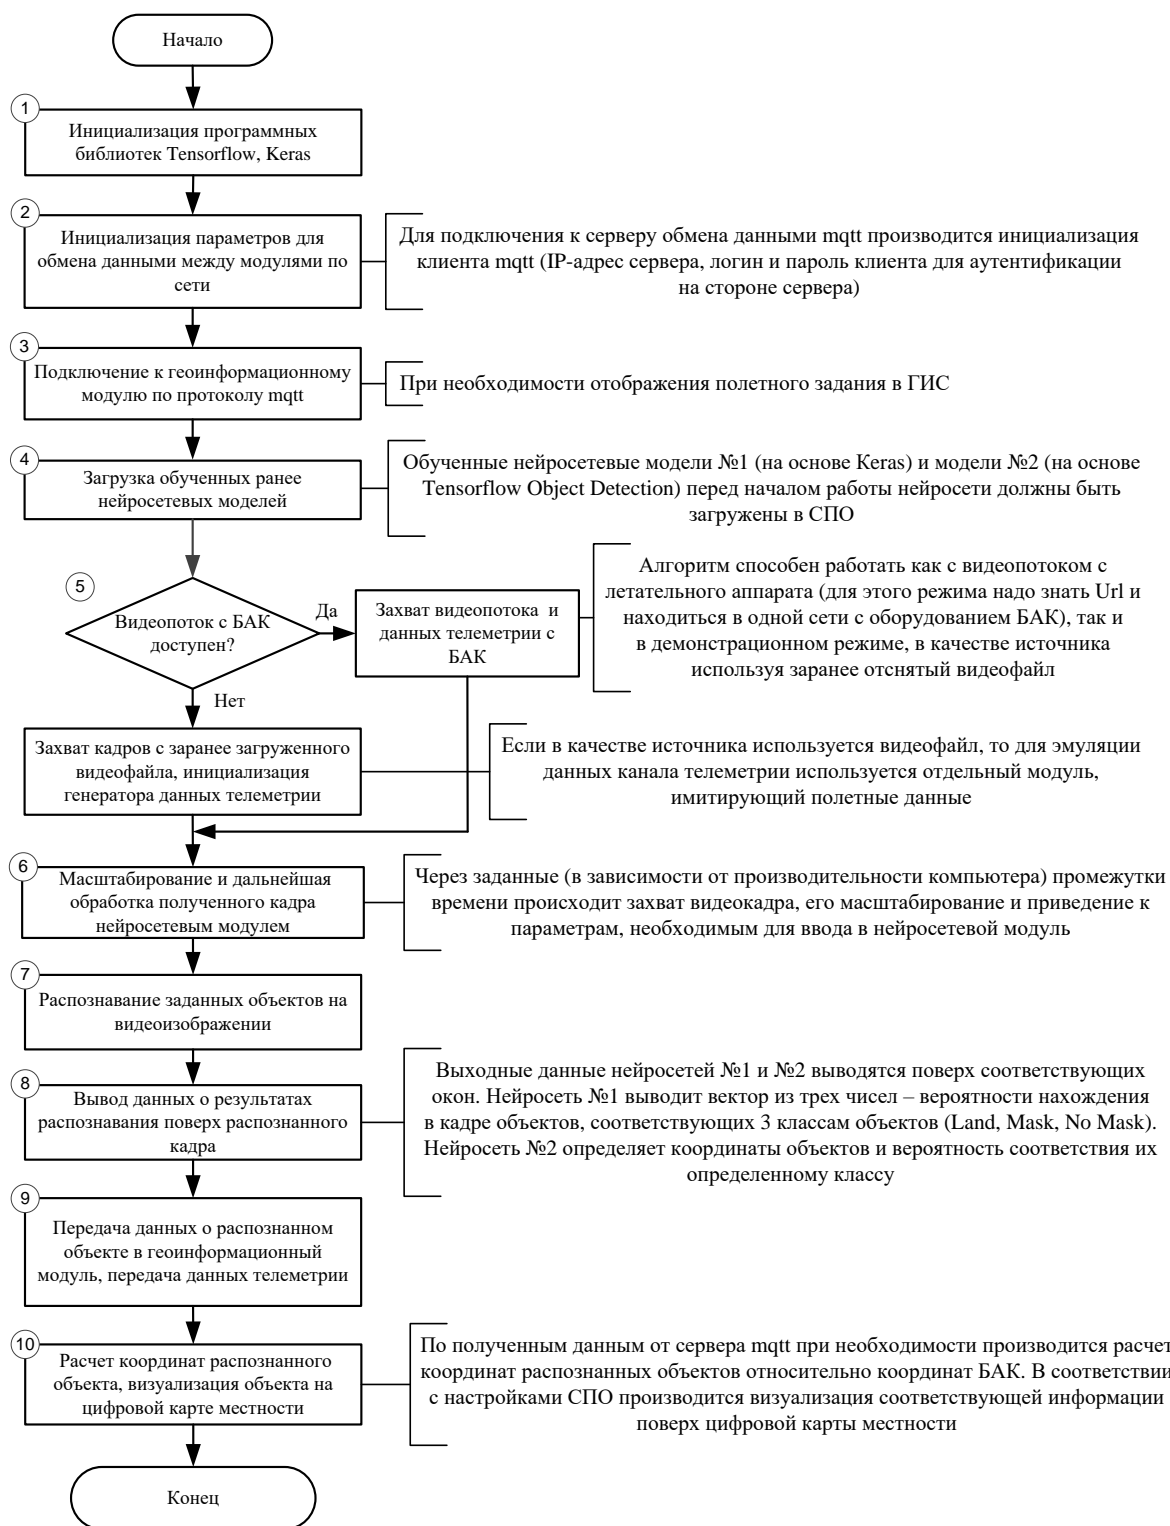 Начало
1
Инициализация программных
библиотек Tensorflow, Keras
2
Инициализация параметров для
обмена данными между модулями по
сети
Для подключения к серверу обмена данными mqtt производится инициализация
клиента mqtt (IP-адрес сервера, логин и пароль клиента для аутентификации
на стороне сервера)
3
Подключение к геоинформационному
модулю по протоколу mqtt
При необходимости отображения полетного задания в ГИС
4
Загрузка обученных ранее
нейросетевых моделей
Обученные нейросетевые модели №1 (на основе Keras) и модели №2 (на основе
Tensorflow Object Detection) перед началом работы нейросети должны быть
загружены в СПО
5
Видеопоток с БАК
доступен?
Да
Захват видеопотока и
данных телеметрии с
БАК
Алгоритм способен работать как с видеопотоком с
летательного аппарата (для этого режима надо знать Url и
находиться в одной сети с оборудованием БАК), так и
в демонстрационном режиме, в качестве источника
используя заранее отснятый видеофайл
Нет
Захват кадров с заранее загруженного
видеофайла, инициализация
генератора данных телеметрии
Если в качестве источника используется видеофайл, то для эмуляции
данных канала телеметрии используется отдельный модуль,
имитирующий полетные данные
6
Масштабирование и дальнейшая
обработка полученного кадра
нейросетевым модулем
Через заданные (в зависимости от производительности компьютера) промежутки
времени происходит захват видеокадра, его масштабирование и приведение к
параметрам, необходимым для ввода в нейросетевой модуль
7
Распознавание заданных объектов на
видеоизображении
8
Вывод данных о результатах
распознавания поверх распознанного
кадра
Выходные данные нейросетей №1 и №2 выводятся поверх соответствующих
окон. Нейросеть №1 выводит вектор из трех чисел – вероятности нахождения
в кадре объектов, соответствующих 3 классам объектов (Land, Mask, No Mask).
Нейросеть №2 определяет координаты объектов и вероятность соответствия их
определенному классу
9
Передача данных о распознанном
объекте в геоинформационный
модуль, передача данных телеметрии
10
Расчет координат распознанного
объекта, визуализация объекта на
цифровой карте местности
По полученным данным от сервера mqtt при необходимости производится расчет
координат распознанных объектов относительно координат БАК. В соответствии
с настройками СПО производится визуализация соответствующей информации
поверх цифровой карты местности
Конец